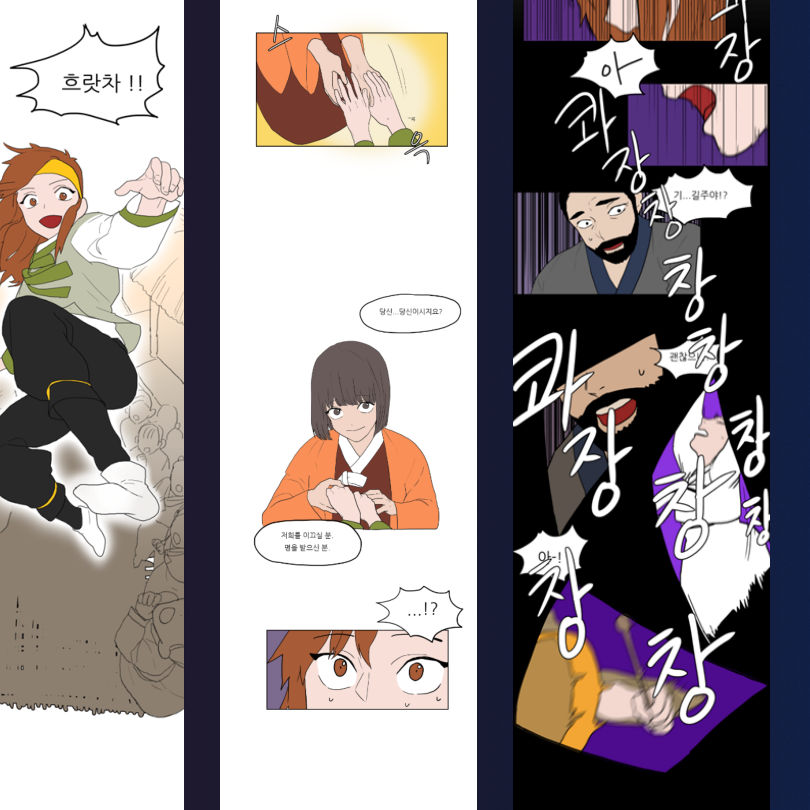 흐랏차 !!
스
윽
당신...당신이시지요?
저희를 이끄실 분.
명을 받으신 분.
...!?
과
장
아
과
장
창
기...길주야!?
창
창
과
장
괜찮으
창
창
창
야-!
창
창